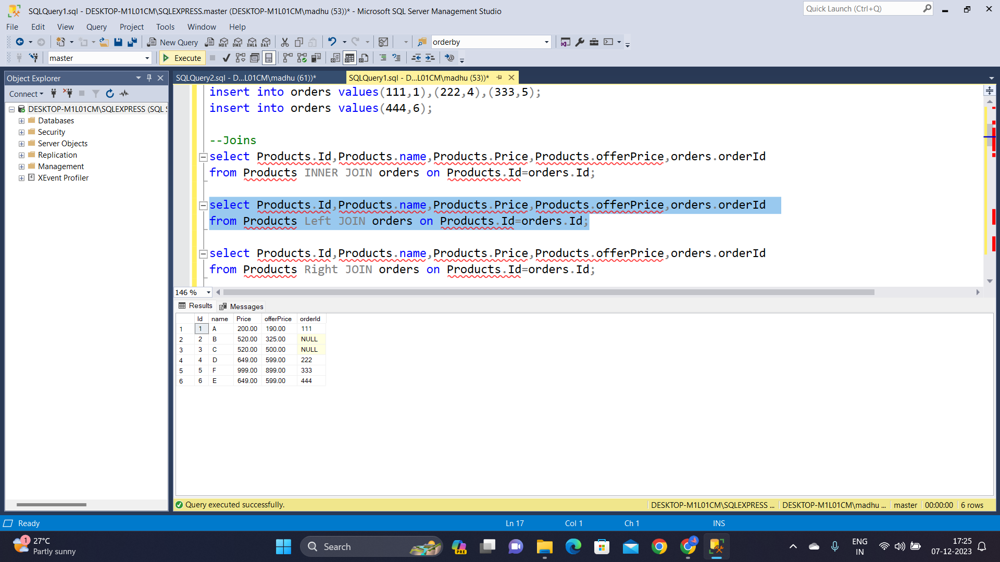 SQLQuery1.sql - DESKTOP-M1L01CM\SQLEXPRESS.master (DESKTOP-M1L01CM\madhu (53))* - Microsoft SQL Server Management Studio
Quick Launch (Ctrl+Q)
File Edit View Query Project Tools Window Help
New Query MDX DMX XMLA DAX orderby
master Execute
Object Explorer
SQLQuery2.sql - D...L01CM\madhu (61))* SQLQuery1.sql - D...L01CM\madhu (53))*
Connect
DESKTOP-M1L01CM\SQLEXPRESS (SQL S
Databases
Security
Server Objects
Replication
Management
XEvent Profiler
insert into orders values(111,1),(222,4),(333,5);
insert into orders values(444,6);
--Joins
select Products.Id,Products.name,Products.Price,Products.offerPrice,orders.orderId
from Products INNER JOIN orders on Products.Id=orders.Id;
select Products.Id,Products.name,Products.Price,Products.offerPrice,orders.orderId
from Products Left JOIN orders on Products.Id=orders.Id;
select Products.Id,Products.name,Products.Price,Products.offerPrice,orders.orderId
from Products Right JOIN orders on Products.Id=orders.Id;
146 %
Results Messages
Id name Price offerPrice orderId
1 1 A 200.00 190.00 111
2 2 B 520.00 325.00 NULL
3 3 C 520.00 500.00 NULL
4 4 D 649.00 599.00 222
5 5 F 999.00 899.00 333
6 6 E 649.00 599.00 444
Query executed successfully. DESKTOP-M1L01CM\SQLEXPRESS ... DESKTOP-M1L01CM\madhu ... master 00:00:00 6 rows
Ready Ln 17 Col 1 Ch 1 INS
1 27°C
Partly sunny
Search
PRE
ENG
IN
17:25
07-12-2023